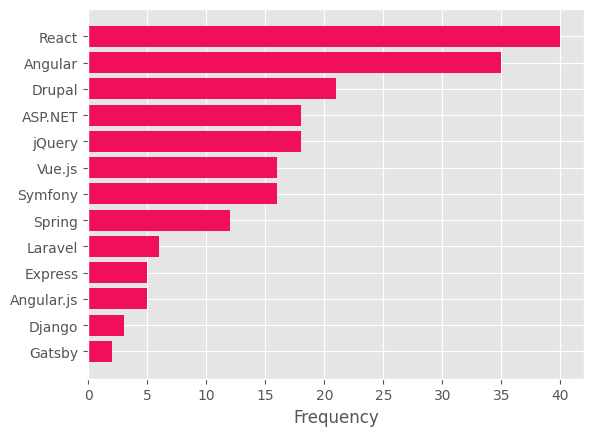 React
Angular
Drupal
ASP.NET
jQuery
Vue.js
Symfony
Spring
Laravel
Express
Angular.js
Django
Gatsby
0 5 10 15 20 25 30 35 40
Frequency